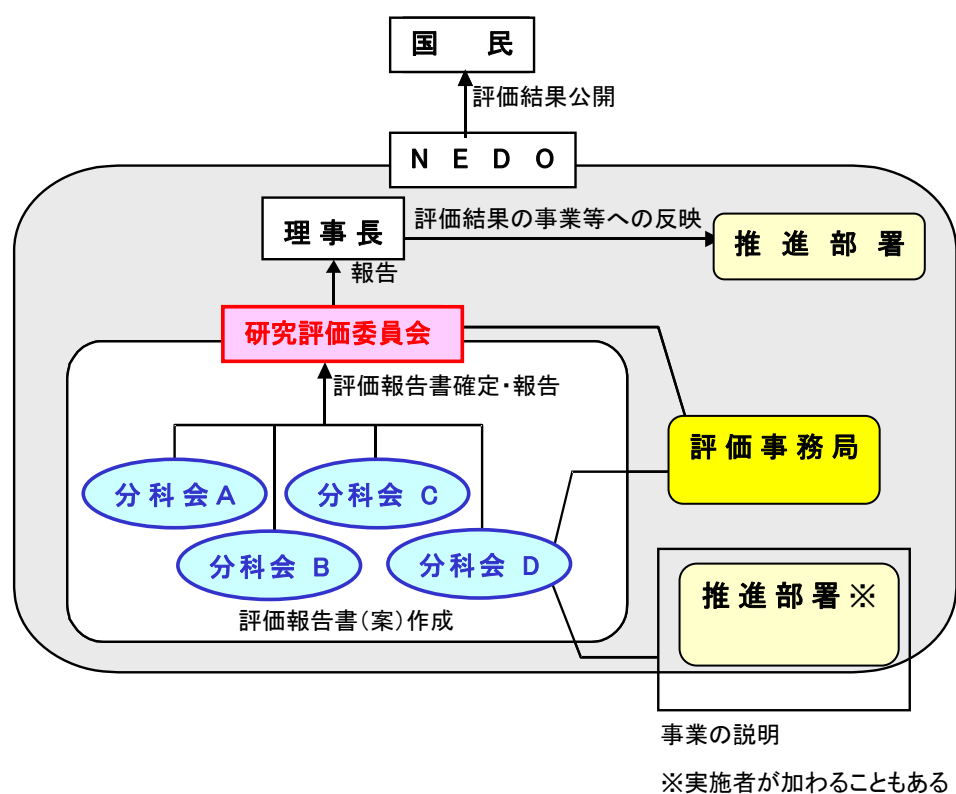 国 民
評価結果公開
N E D O
理事長
評価結果の事業等への反映
推進部署
報告
研究評価委員会
評価報告書確定・報告
評価事務局
分科会A
分科会 C
分科会 B
分科会 D
推進部署※
評価報告書(案)作成
事業の説明
※実施者が加わることもある